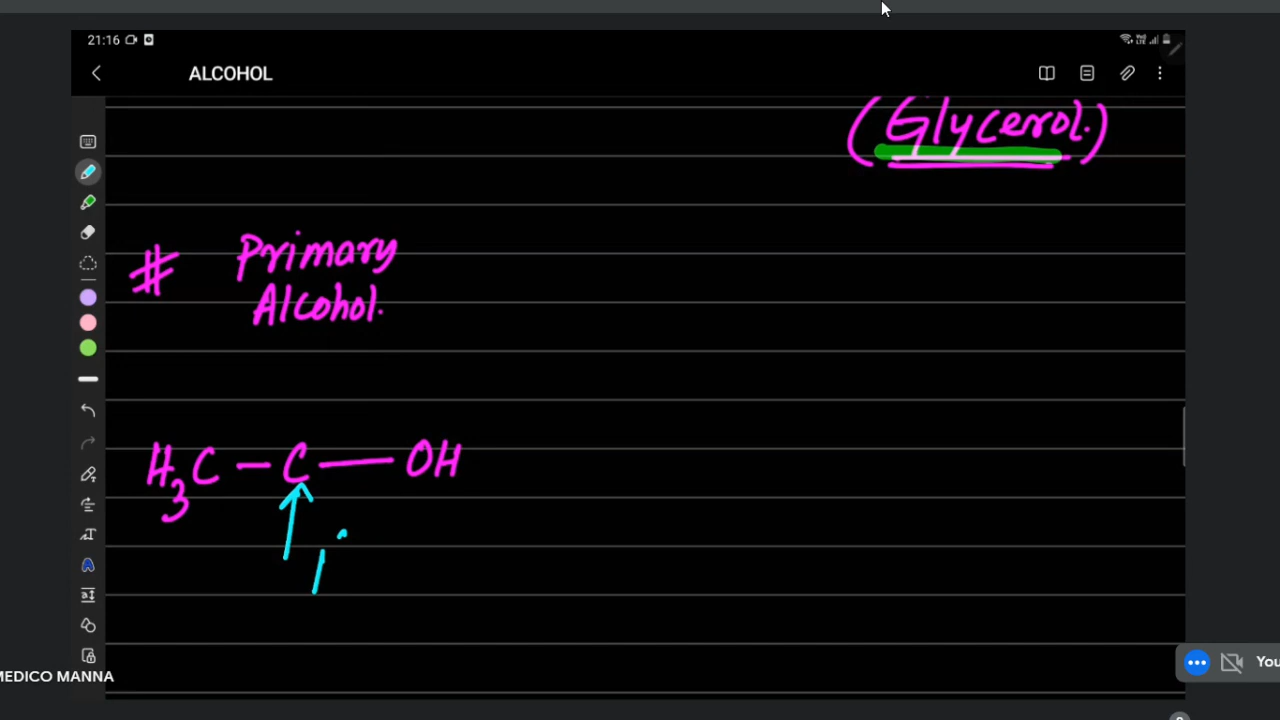 21:16
ALCOHOL
(Glycerol.)
# Primary
Alcohol.
H3C - C — OH
1°
MEDICO MANNA
You